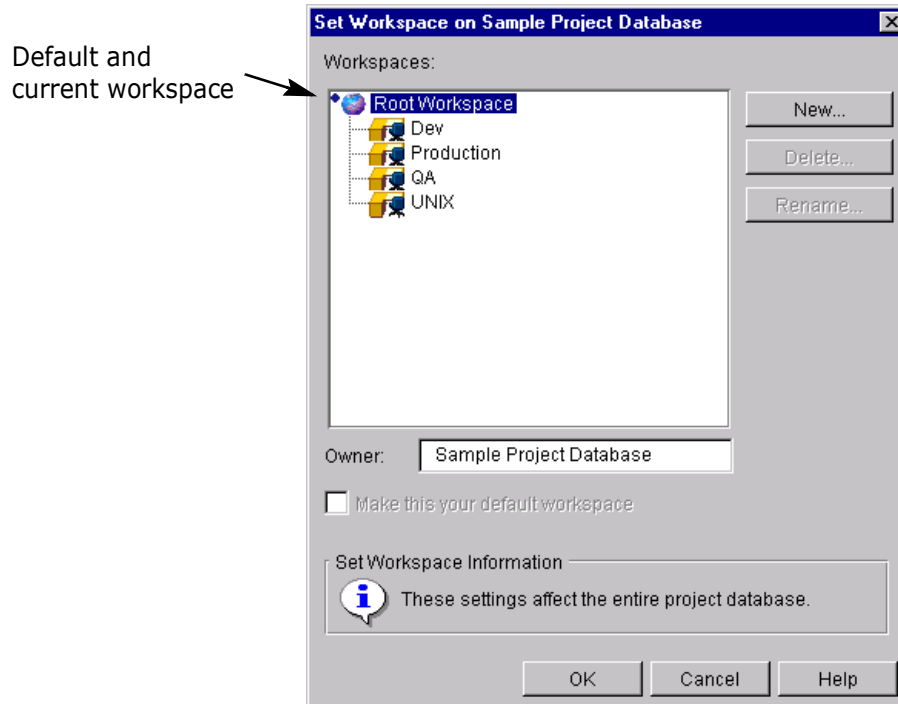 Set Workspace on Sample Project Database
Default and
current workspace
Workspaces:
Root Workspace
Dev
Production
QA
UNIX
New...
Delete...
Rename...
Owner:
Sample Project Database
Make this your default workspace
Set Workspace Information
These settings affect the entire project database.
OK
Cancel
Help